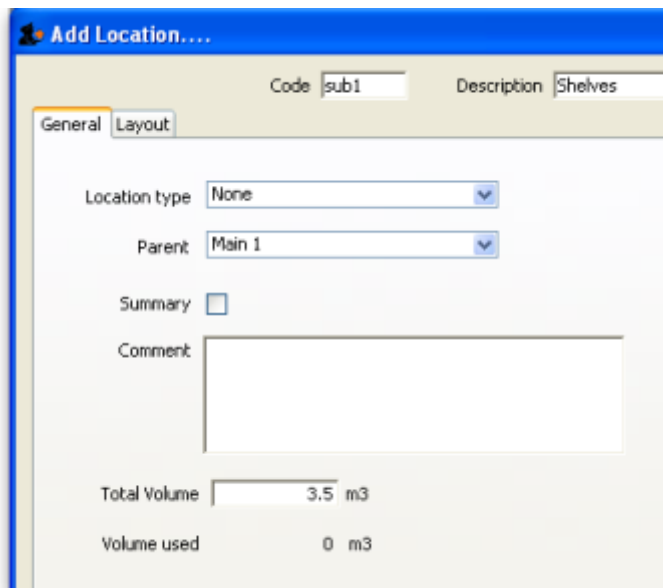 Add Location....
Code sub1 Description Shelves
General Layout
Location type None
Parent Main 1
Summary
Comment
Total Volume 3.5 m3
Volume used 0 m3